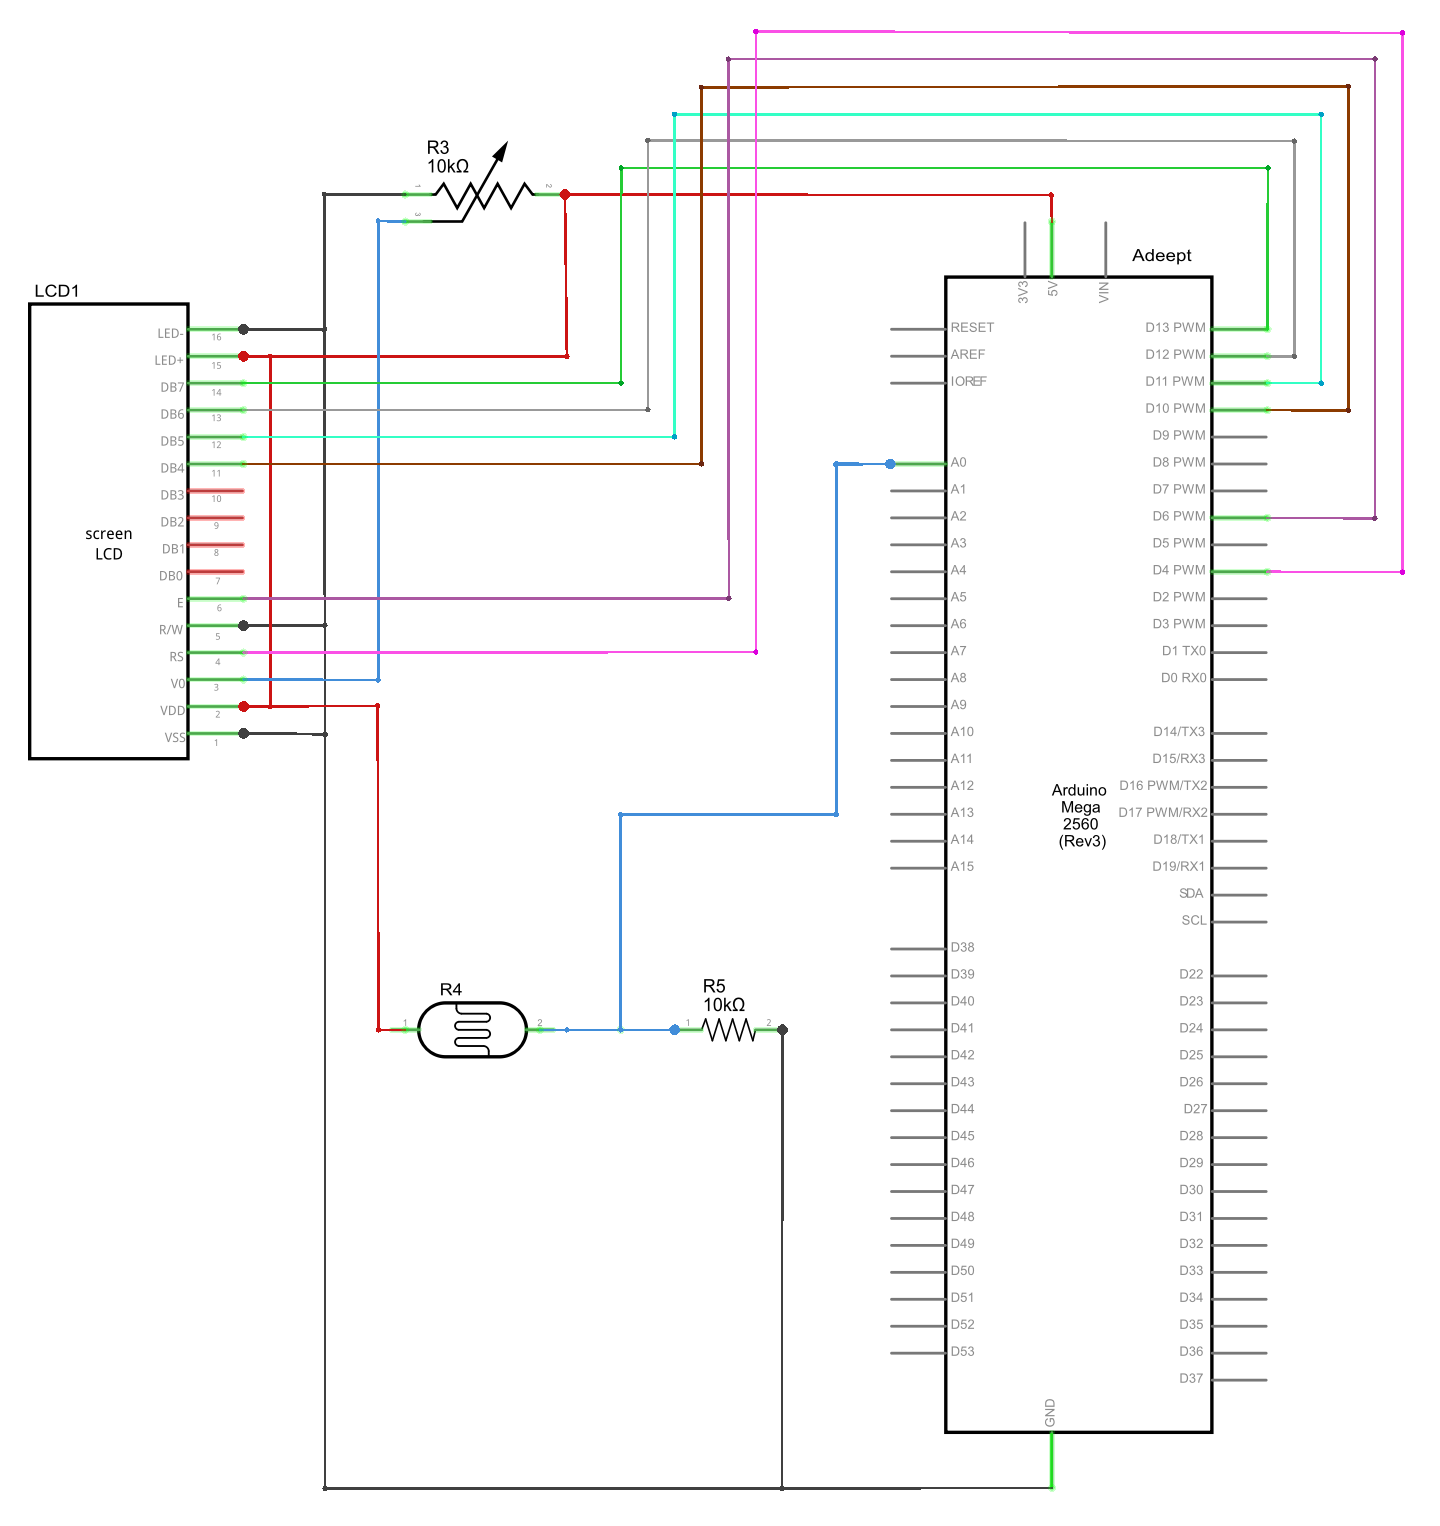 R3
10kΩ
1
2
3
LCD1
LED-
16
LED+
15
DB7
14
DB6
13
DB5
12
DB4
11
DB3
10
DB2
9
DB1
8
DB0
7
E
6
R/W
5
RS
4
V0
3
VDD
2
VSS
1
screen
LCD
R4
1
2
R5
10kΩ
1
2
Adeept
3V3
5V
VIN
RESET
AREF
IOREF
A0
A1
A2
A3
A4
A5
A6
A7
A8
A9
A10
A11
A12
A13
A14
A15
D38
D39
D40
D41
D42
D43
D44
D45
D46
D47
D48
D49
D50
D51
D52
D53
Arduino
Mega
2560
(Rev3)
D13 PWM
D12 PWM
D11 PWM
D10 PWM
D9 PWM
D8 PWM
D7 PWM
D6 PWM
D5 PWM
D4 PWM
D2 PWM
D3 PWM
D1 TX0
D0 RX0
D14/TX3
D15/RX3
D16 PWM/TX2
D17 PWM/RX2
D18/TX1
D19/RX1
SDA
SCL
D22
D23
D24
D25
D26
D27
D28
D29
D30
D31
D32
D33
D34
D35
D36
D37
GND